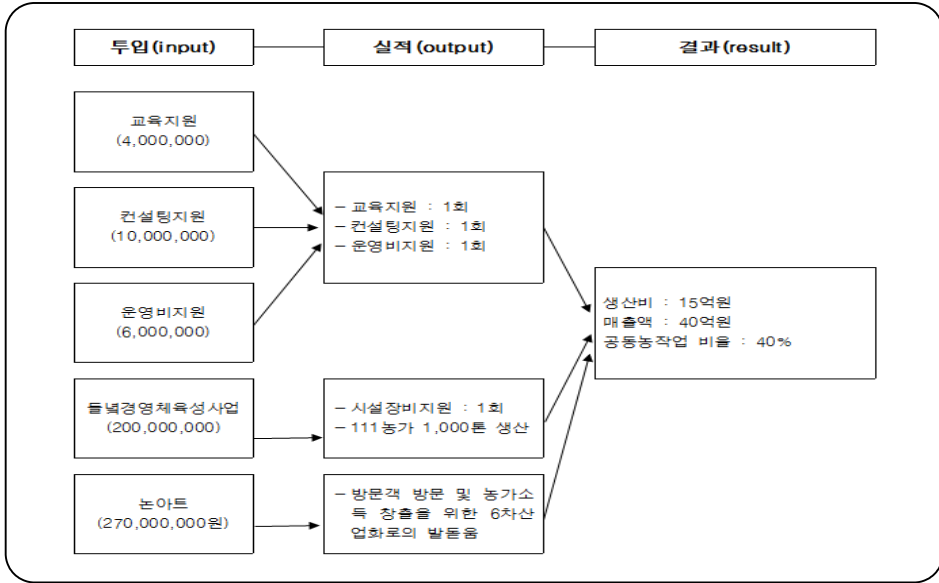 투입(input)
실적(output)
결과(result)
교육지원
(4,000,000)
컨설팅지원
(10,000,000)
운영비지원
(6,000,000)
- 교육지원 : 1회
- 컨설팅지원 : 1회
- 운영비지원 : 1회
생산비 : 15억원
매출액 : 40억원
공동농작업 비율 : 40%
들녘경영체육성사업
(200,000,000)
- 시설장비지원 : 1회
- 111농가 1,000톤 생산
논아트
(270,000,000원)
- 방문객 방문 및 농가소
득 창출을 위한 6차산
업화로의 발돋움